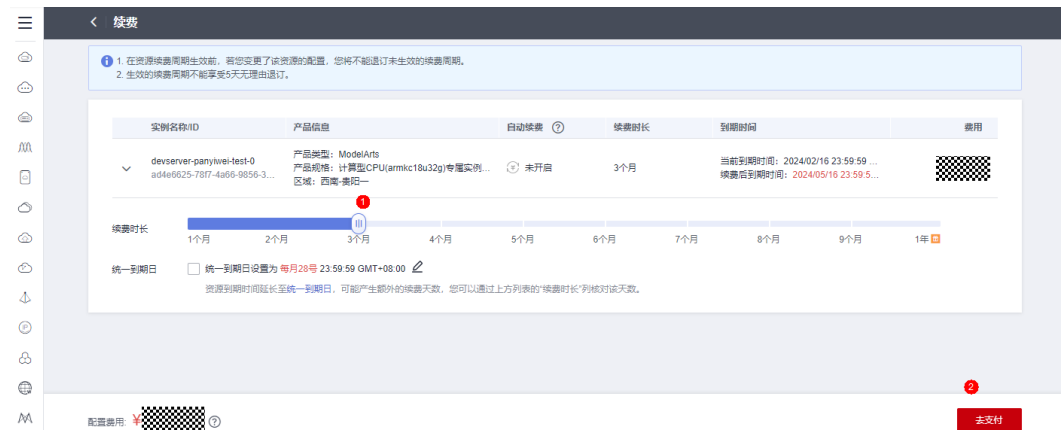 续费
1. 在资源续费周期生效前，若您变更了该资源的配置，您将不能退订未生效的续费周期。
2. 生效的续费周期不能享受5天无理由退订。
实例名称/ID 产品信息 自动续费 续费时长 到期时间 费用
devserver-panyiwei-test-0
ad4e6625-78f7-4a66-9856-3...
产品类型：ModelArts
产品规格：计算型CPU(armkc18u32g)专属实例...
区域：西南-贵阳一
未开启
3个月
当前到期时间：2024/02/16 23:59:59 ...
续费后到期时间：2024/05/16 23:59:5...
1
续费时长
1个月 2个月 3个月 4个月 5个月 6个月 7个月 8个月 9个月 1年
统一到期日 统一到期日设置为 每月28号 23:59:59 GMT+08:00
资源到期时间延长至统一到期日，可能产生额外的续费天数，您可以通过上方列表的“续费时长”列核对该天数。
2
配置费用: ¥
去支付